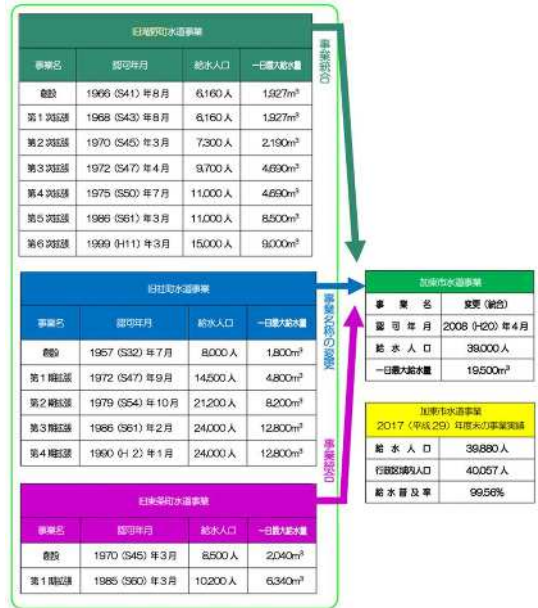 旧滝野町水道事業
事業名 認可年月 給水人口 一日最大給水量
創設 1966 (S41) 年8月 6,160人 1,927m³
第1次拡張 1968 (S43) 年8月 6,160人 1,927m³
第2次拡張 1970 (S45) 年3月 7,300人 2,190m³
第3次拡張 1972 (S47) 年4月 9,700人 4,690m³
第4次拡張 1975 (S50) 年7月 11,000人 4,690m³
第5次拡張 1986 (S61) 年3月 11,000人 8,500m³
第6次拡張 1999 (H11) 年3月 15,000人 9,000m³
事業統合
旧社町水道事業
事業名 認可年月 給水人口 一日最大給水量
創設 1957 (S32) 年7月 8,000人 1,800m³
第1期拡張 1972 (S47) 年9月 14,500人 4,800m³
第2期拡張 1979 (S54) 年10月 21,200人 8,200m³
第3期拡張 1986 (S61) 年2月 24,000人 12,800m³
第4期拡張 1990 (H 2) 年1月 24,000人 12,800m³
事業名称の変更
旧東条町水道事業
事業名 認可年月 給水人口 一日最大給水量
創設 1970 (S45) 年3月 8,500人 2,040m³
第1期拡張 1985 (S60) 年3月 10,200人 6,340m³
事業統合
加東市水道事業
事業名 変更 (統合)
認可年月 2008 (H20) 年4月
給水人口 39,000人
一日最大給水量 19,500m³
加東市水道事業
2017 (平成29) 年度末の事業実績
給水人口 39,880人
行政区域内人口 40,057人
給水普及率 99.56%